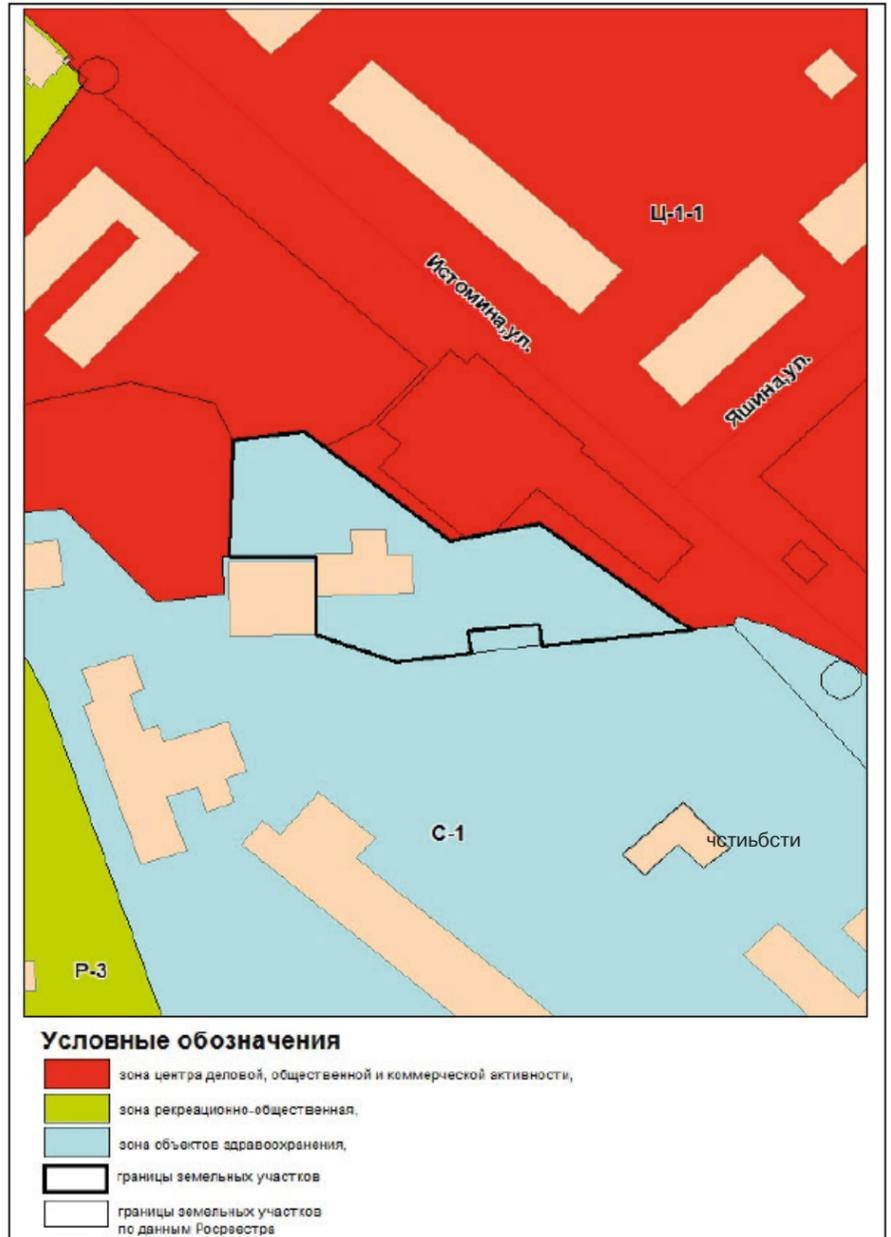 Ц-1-1
Истомина,ул.
Яшина,ул.
С-1
чстиьбсти
Р-3
Условные обозначения
зона центра деловой, общественной и коммерческой активности,
зона рекреационно-общественная,
зона объектов здравоохранения,
границы земельных участков
границы земельных участков
по данным Росреестра